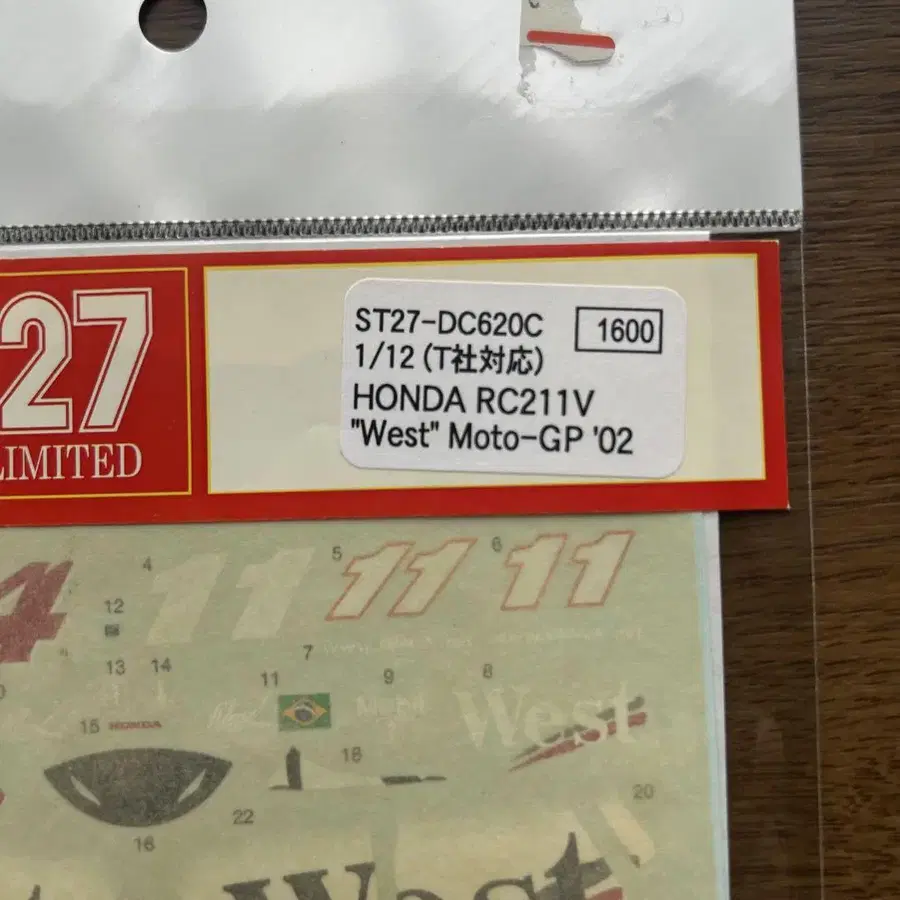 27
LIMITED
ST27-DC620C
1600
1/12 (T社対応)
HONDA RC211V
"West" Moto-GP '02
4
4
11
5
11
6
11
12
7
13
14
11
9
8
15
HONDA
West
18
16
22
20
West